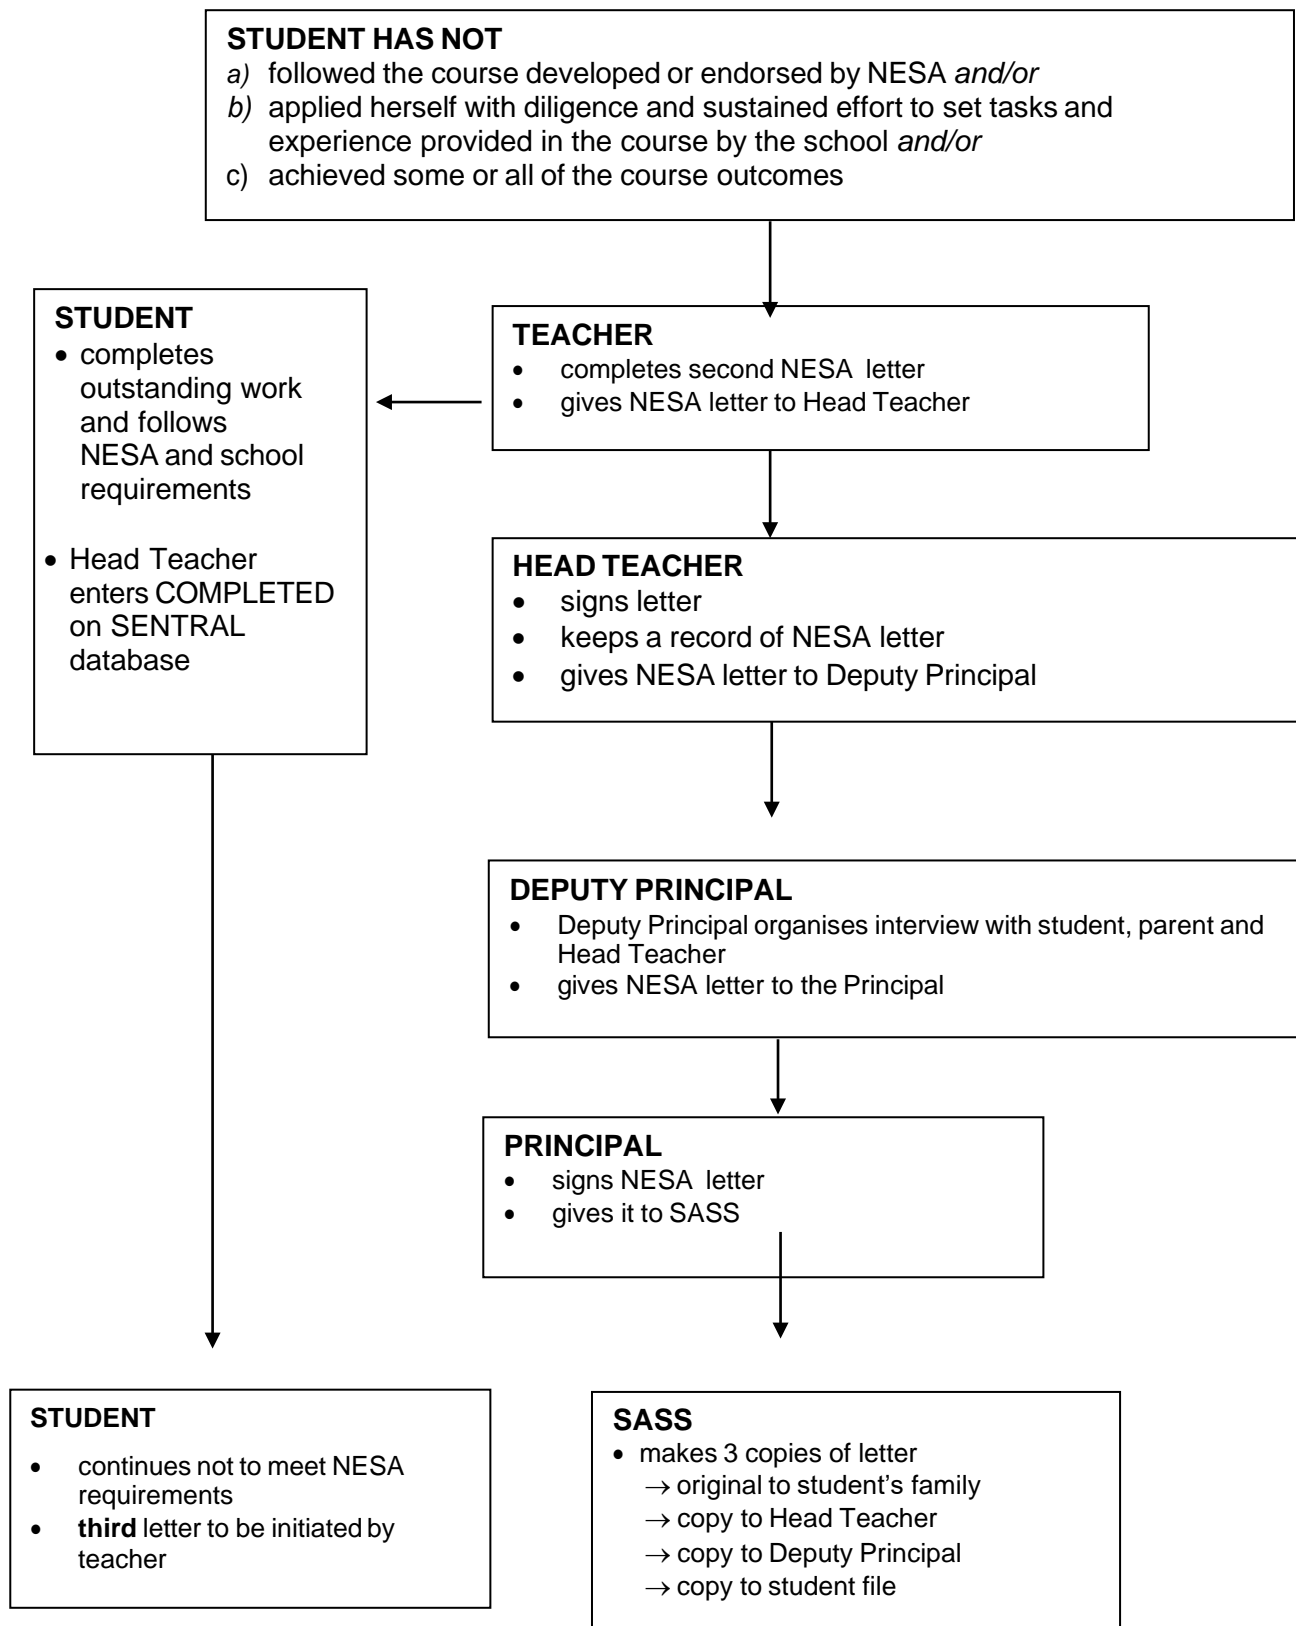 STUDENT HAS NOT
a) followed the course developed or endorsed by NESA and/or
b) applied herself with diligence and sustained effort to set tasks and
experience provided in the course by the school and/or
c) achieved some or all of the course outcomes
STUDENT
• completes
outstanding work
and follows
NESA and school
requirements
• Head Teacher
enters COMPLETED
on SENTRAL
database
TEACHER
• completes second NESA letter
• gives NESA letter to Head Teacher
HEAD TEACHER
• signs letter
• keeps a record of NESA letter
• gives NESA letter to Deputy Principal
DEPUTY PRINCIPAL
• Deputy Principal organises interview with student, parent and
Head Teacher
• gives NESA letter to the Principal
PRINCIPAL
• signs NESA letter
• gives it to SASS
STUDENT
• continues not to meet NESA
requirements
• third letter to be initiated by
teacher
SASS
• makes 3 copies of letter
→ original to student’s family
→ copy to Head Teacher
→ copy to Deputy Principal
→ copy to student file